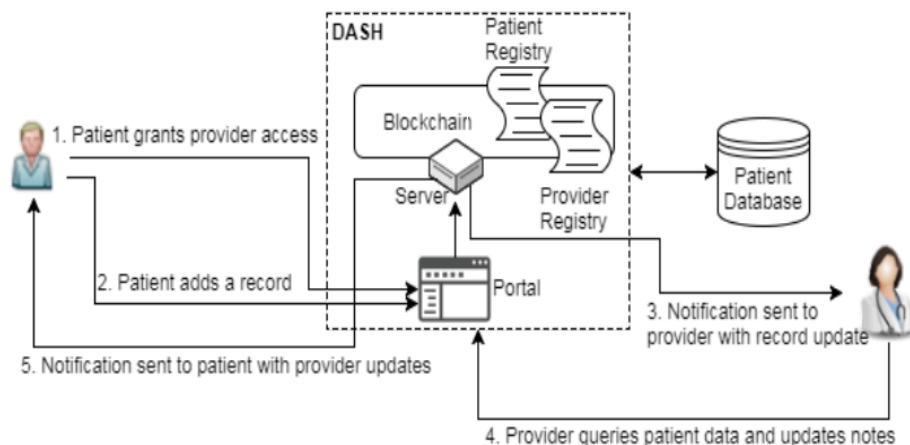 DASH
Patient
Registry
1. Patient grants provider access
Blockchain
Server
Provider
Registry
Patient
Database
2. Patient adds a record
Portal
3. Notification sent to
provider with record update
5. Notification sent to patient with provider updates
4. Provider queries patient data and updates notes